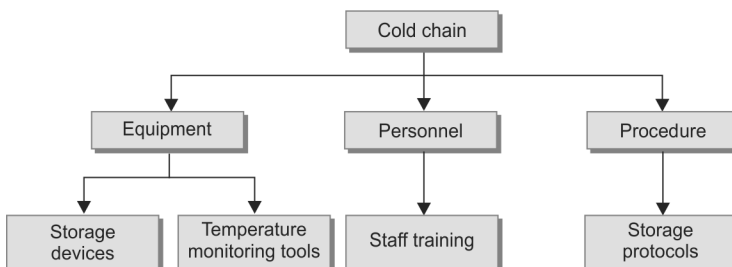 Cold chain
Equipment
Personnel
Procedure
Storage
devices
Temperature
monitoring tools
Staff training
Storage
protocols